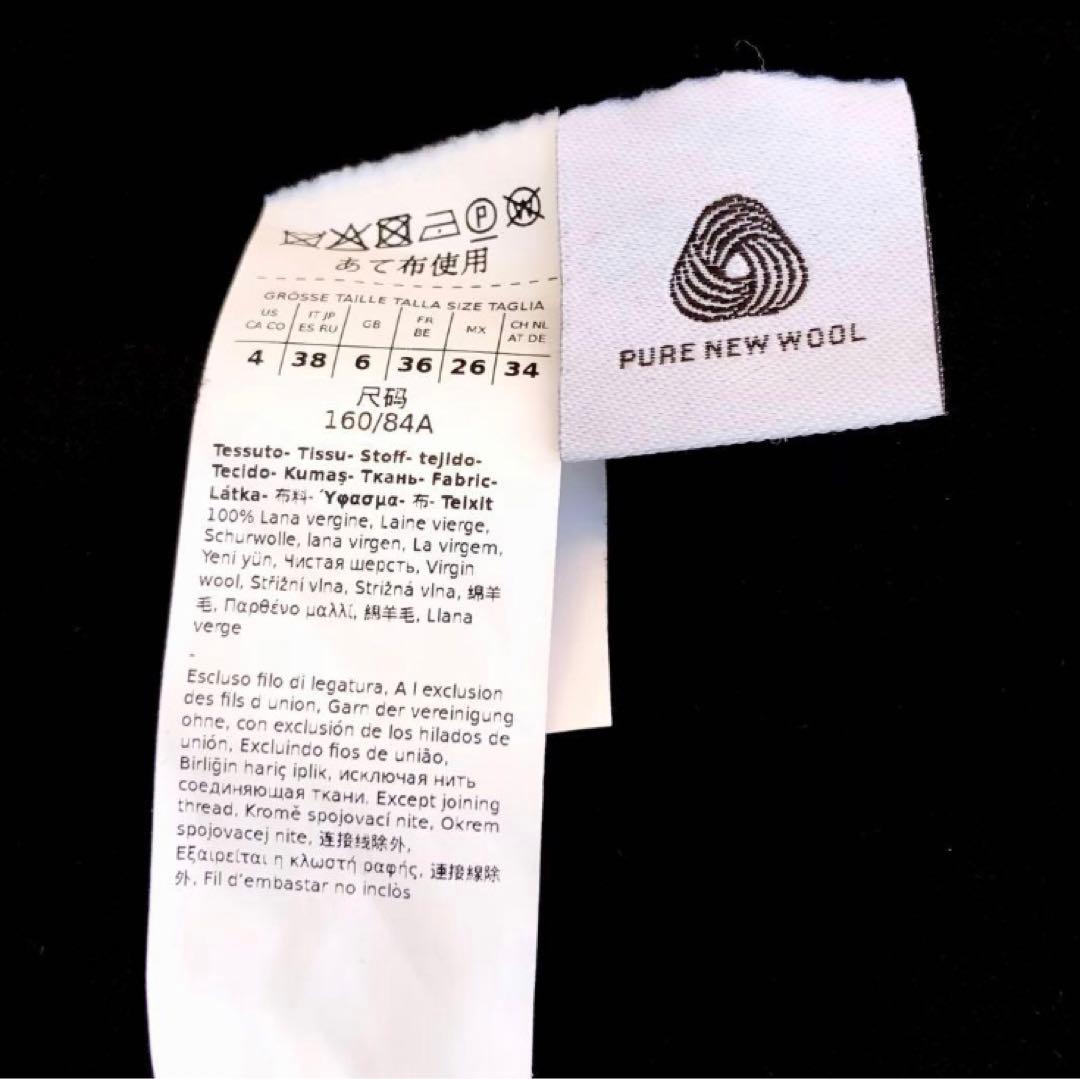 P W
あて布使用
GRÖSSE TAILLE TALLA SIZE TAGLIA
US CA CO IT JP ES RU GB FR BE MX CH NL AT DE
4 38 6 36 26 34
尺码
160/84A
Tessuto- Tissu- Stoff- tejido-
Tecido- Kumaş- Ткань- Fabric-
Látka- 布料- Ύφασμα- 布- Teixit
100% Lana vergine, Laine vierge,
Schurwolle, lana virgen, La virgem,
Yeni yün, Чистая шерсть, Virgin
wool, Střižní vlna, Strižná vlna, 绵羊
毛, Παρθένο μαλλί, 綿羊毛, Llana
verge
-
Escluso filo di legatura, A l exclusion
des fils d union, Garn der vereinigung
ohne, con exclusión de los hilados de
unión, Excluindo fios de união,
Birliğin hariç iplik, исключая нить
соединяющая ткани, Except joining
thread, Kromě spojovací nite, Okrem
spojovacej nite, 连接线除外,
Εξαιρείται η κλωστή ραφής, 連接線除
外, Fil d'embastar no inclòs
PURE NEW WOOL